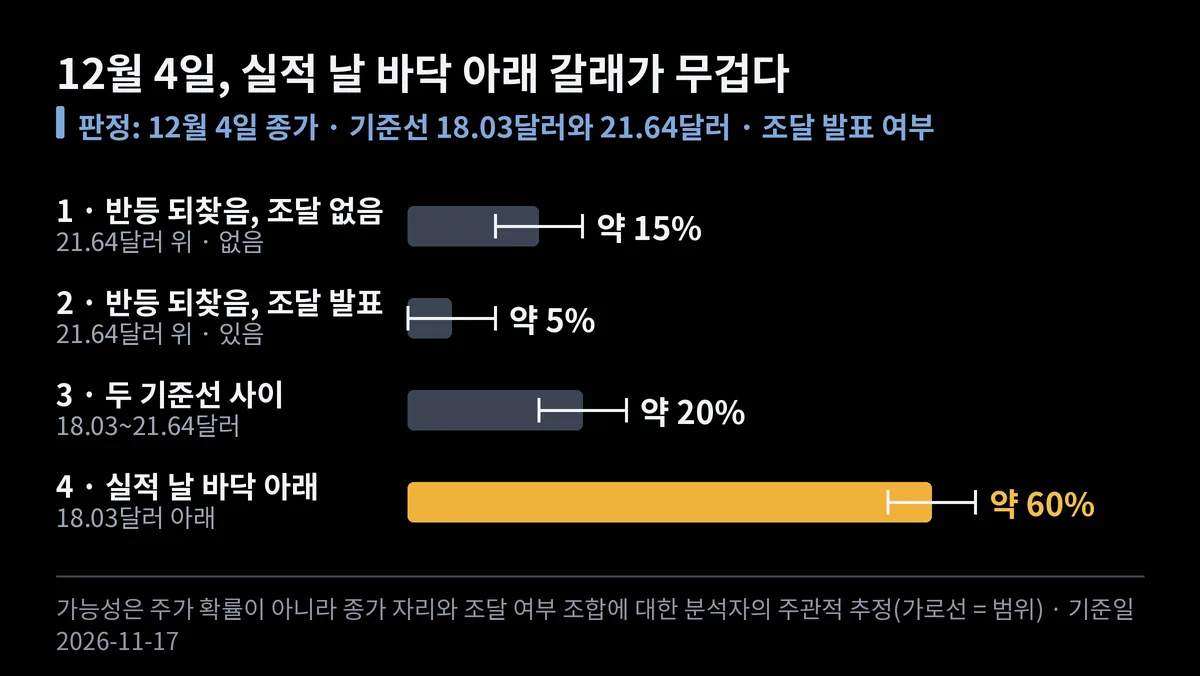 12월 4일, 실적 날 바닥 아래 갈래가 무겁다
판정: 12월 4일 종가 · 기준선 18.03달러와 21.64달러 · 조달 발표 여부
1 · 반등 되찾음, 조달 없음
21.64달러 위 · 없음
약 15%
2 · 반등 되찾음, 조달 발표
21.64달러 위 · 있음
약 5%
3 · 두 기준선 사이
18.03~21.64달러
약 20%
4 · 실적 날 바닥 아래
18.03달러 아래
약 60%
가능성은 주가 확률이 아니라 종가 자리와 조달 여부 조합에 대한 분석자의 주관적 추정(가로선 = 범위) · 기준일
2026-11-17